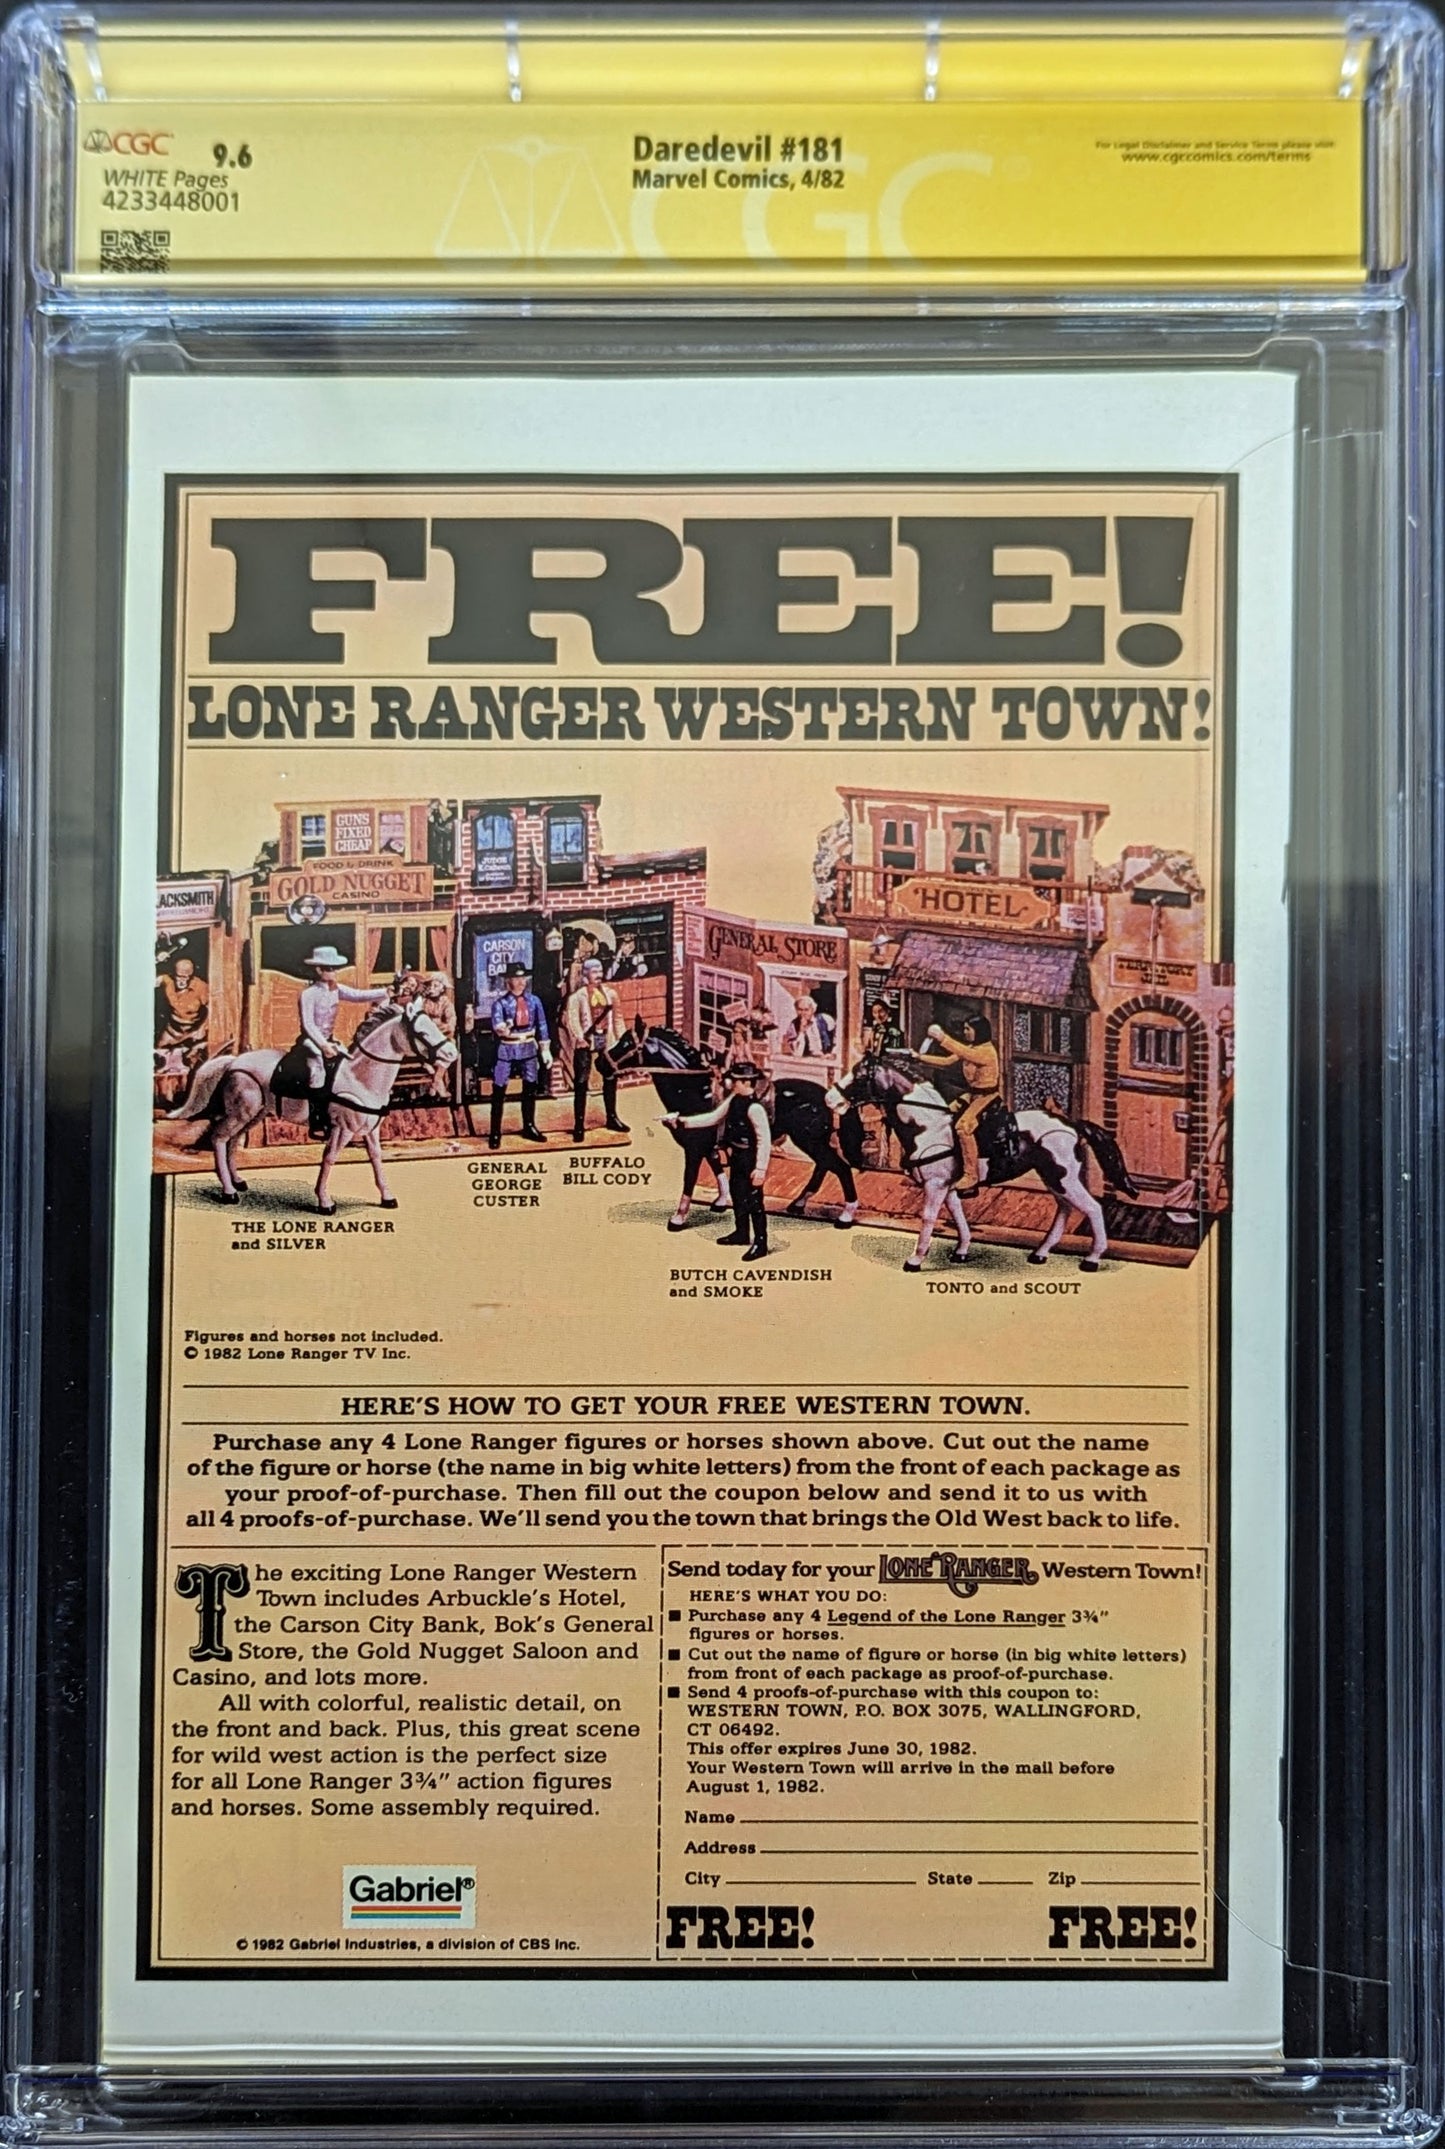 CGC 9.6
WHITE Pages
4233448001
Daredevil #181
Marvel Comics, 4/82
For Legal Disclaimer and Service Terms please visit:
www.cgccomics.com/terms
CGC
FREE!
LONE RANGER WESTERN TOWN!
GUNS
FIXED
CHEAP
FOOD & DRINK
GOLD NUGGET
CASINO
LACKSMITH
JUDGE
CARSON
CITY
BA
GENERAL STORE
HOTEL
TERRITORY
JAIL
GENERAL
GEORGE
CUSTER
BUFFALO
BILL CODY
THE LONE RANGER
and SILVER
BUTCH CAVENDISH
and SMOKE
TONTO and SCOUT
Figures and horses not included.
© 1982 Lone Ranger TV Inc.
HERE'S HOW TO GET YOUR FREE WESTERN TOWN.
Purchase any 4 Lone Ranger figures or horses shown above. Cut out the name
of the figure or horse (the name in big white letters) from the front of each package as
your proof-of-purchase. Then fill out the coupon below and send it to us with
all 4 proofs-of-purchase. We'll send you the town that brings the Old West back to life.
The exciting Lone Ranger Western
Town includes Arbuckle's Hotel,
the Carson City Bank, Bok's General
Store, the Gold Nugget Saloon and
Casino, and lots more.
All with colorful, realistic detail, on
the front and back. Plus, this great scene
for wild west action is the perfect size
for all Lone Ranger 3¾" action figures
and horses. Some assembly required.
Gabriel®
© 1982 Gabriel Industries, a division of CBS Inc.
Send today for your LONE RANGER Western Town!
HERE'S WHAT YOU DO:
■ Purchase any 4 Legend of the Lone Ranger 3¾"
figures or horses.
■ Cut out the name of figure or horse (in big white letters)
from front of each package as proof-of-purchase.
■ Send 4 proofs-of-purchase with this coupon to:
WESTERN TOWN, P.O. BOX 3075, WALLINGFORD,
CT 06492.
This offer expires June 30, 1982.
Your Western Town will arrive in the mail before
August 1, 1982.
Name
Address
City State Zip
FREE! FREE!